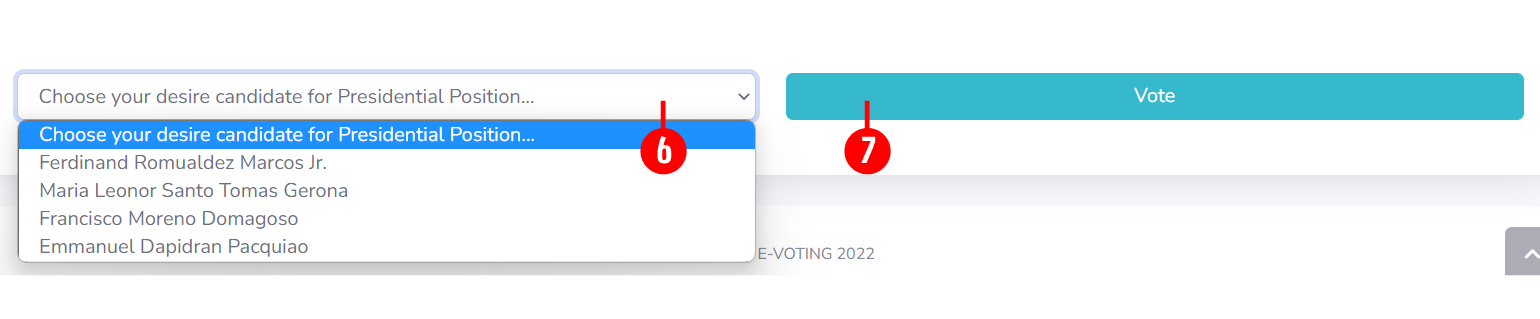 Choose your desire candidate for Presidential Position...
Vote
Choose your desire candidate for Presidential Position...
6
7
Ferdinand Romualdez Marcos Jr.
Maria Leonor Santo Tomas Gerona
Francisco Moreno Domagoso
Emmanuel Dapidran Pacquiao
E-VOTING 2022